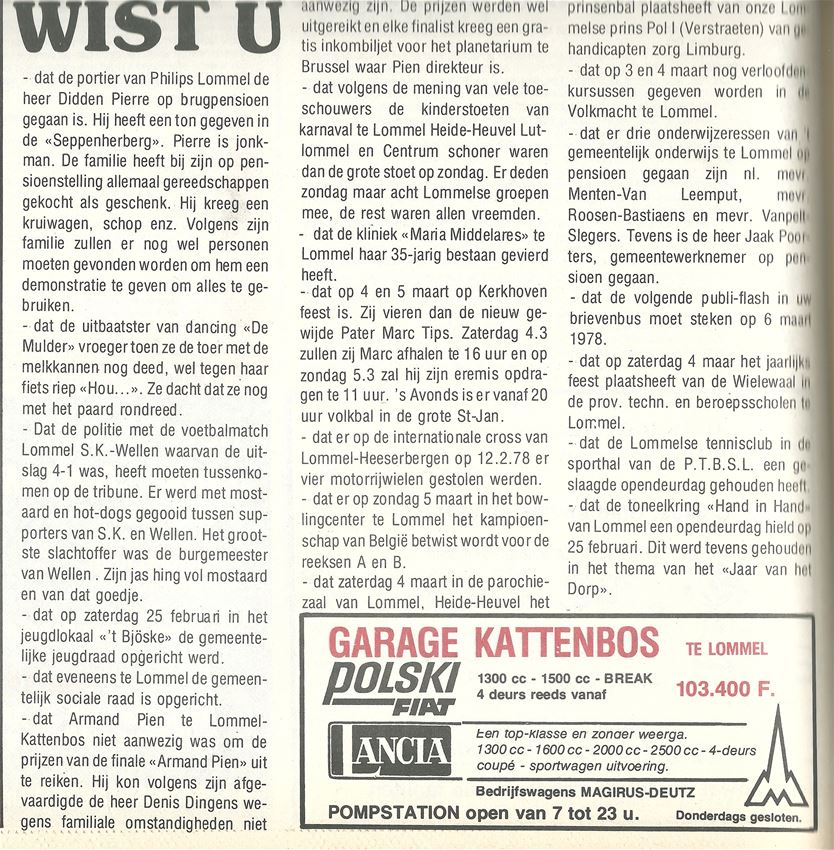 WIST U
- dat de portier van Philips Lommel de
heer Didden Pierre op brugpensioen
gegaan is. Hij heeft een ton gegeven in
de «Seppenherberg». Pierre is jonk-
man. De familie heeft bij zijn op pen-
sioenstelling allemaal gereedschappen
gekocht als geschenk. Hij kreeg een
kruiwagen, schop enz. Volgens zijn
familie zullen er nog wel personen
moeten gevonden worden om hem een
demonstratie te geven om alles te ge-
bruiken.
- dat de uitbaatster van dancing «De
Mulder» vroeger toen ze de toer met de
melkkannen nog deed, wel tegen haar
fiets riep «Hou...». Ze dacht dat ze nog
met het paard rondreed.
- Dat de politie met de voetbalmatch
Lommel S.K.-Wellen waarvan de uit-
slag 4-1 was, heeft moeten tussenko-
men op de tribune. Er werd met most-
aard en hot-dogs gegooid tussen sup-
porters van S.K. en Wellen. Het groot-
ste slachtoffer was de burgemeester
van Wellen . Zijn jas hing vol mostaard
en van dat goedje.
- dat op zaterdag 25 februari in het
jeugdlokaal «'t Bjöske» de gemeente-
lijke jeugdraad opgericht werd.
- dat eveneens te Lommel de gemeen-
telijk sociale raad is opgericht.
- dat Armand Pien te Lommel-
Kattenbos niet aanwezig was om de
prijzen van de finale «Armand Pien» uit
te reiken. Hij kon volgens zijn afge-
vaardigde de heer Denis Dingens we-
gens familiale omstandigheden niet
aanwezig zijn. De prijzen werden wel
uitgereikt en elke finalist kreeg een gra-
tis inkombiljet voor het planetarium te
Brussel waar Pien direkteur is.
- dat volgens de mening van vele toe-
schouwers de kinderstoeten van
karnaval te Lommel Heide-Heuvel Lut-
lommel en Centrum schoner waren
dan de grote stoet op zondag. Er deden
zondag maar acht Lommelse groepen
mee, de rest waren allen vreemden.
- dat de kliniek «Maria Middelares» te
Lommel haar 35-jarig bestaan gevierd
heeft.
- dat op 4 en 5 maart op Kerkhoven
feest is. Zij vieren dan de nieuw ge-
wijde Pater Marc Tips. Zaterdag 4.3
zullen zij Marc afhalen te 16 uur en op
zondag 5.3 zal hij zijn eremis opdra-
gen te 11 uur. 's Avonds is er vanaf 20
uur volkbal in de grote St-Jan.
- dat er op de internationale cross van
Lommel-Heeserbergen op 12.2.78 er
vier motorrijwielen gestolen werden.
- dat er op zondag 5 maart in het bow-
lingcenter te Lommel het kampioen-
schap van België betwist wordt voor de
reeksen A en B.
- dat zaterdag 4 maart in de parochie-
zaal van Lommel, Heide-Heuvel het
prinsenbal plaatsheeft van onze Lom-
melse prins Pol I (Verstraeten) van ge-
handicapten zorg Limburg.
- dat op 3 en 4 maart nog verloofden
kursussen gegeven worden in de
Volkmacht te Lommel.
- dat er drie onderwijzeressen van 't
gemeentelijk onderwijs te Lommel op
pensioen gegaan zijn nl. mevr.
Menten-Van Leemput, mevr.
Roosen-Bastiaens en mevr. Vanpelt-
Slegers. Tevens is de heer Jaak Poor-
ters, gemeentewerknemer op pen-
sioen gegaan.
- dat de volgende publi-flash in uw
brievenbus moet steken op 6 maart
1978.
- dat op zaterdag 4 maar het jaarlijks
feest plaatsheeft van de Wielewaal in
de prov. techn. en beroepsscholen te
Lommel.
- dat de Lommelse tennisclub in de
sporthal van de P.T.B.S.L. een ge-
slaagde opendeurdag gehouden heeft.
- dat de toneelkring «Hand in Hand»
van Lommel een opendeurdag hield op
25 februari. Dit werd tevens gehouden
in het thema van het «Jaar van het
Dorp».
GARAGE KATTENBOS TE LOMMEL
POLSKI FIAT
1300 cc - 1500 cc - BREAK
4 deurs reeds vanaf
103.400 F.
LANCIA
Een top-klasse en zonder weerga.
1300 cc - 1600 cc - 2000 cc - 2500 cc - 4-deurs
coupé - sportwagen uitvoering.
Bedrijfswagens MAGIRUS-DEUTZ
POMPSTATION open van 7 tot 23 u.
Donderdags gesloten.